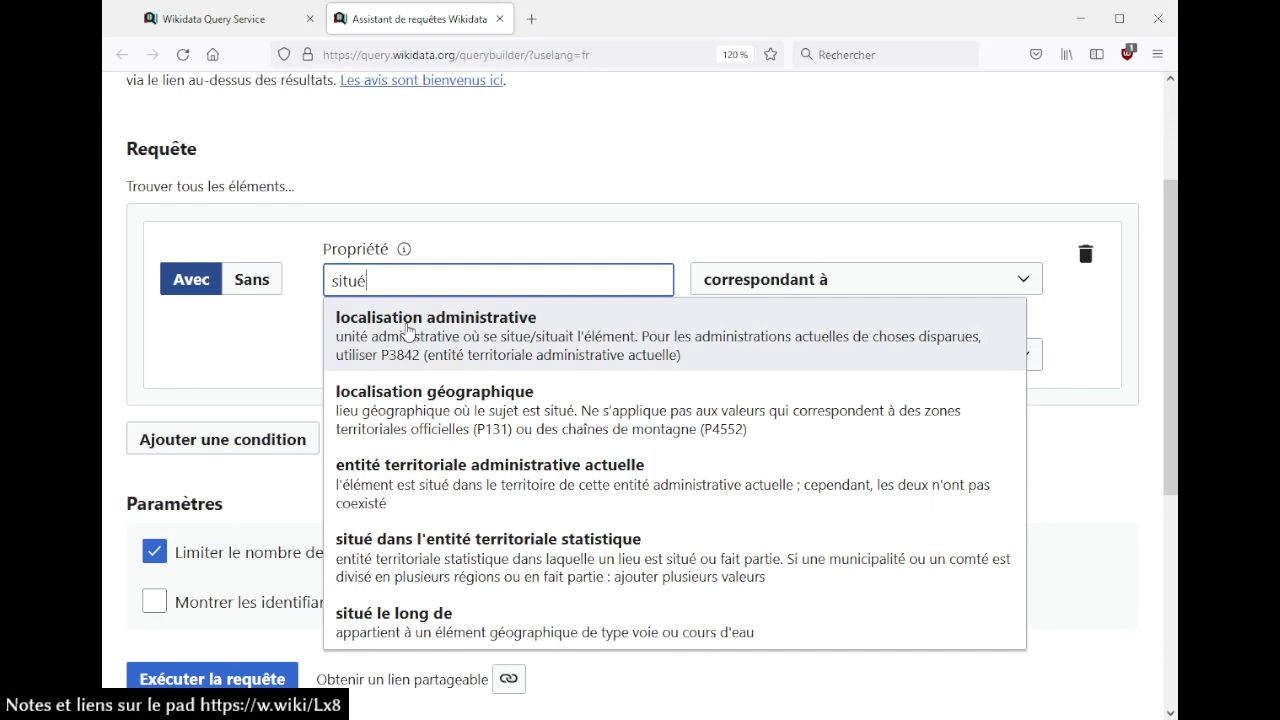 Wikidata Query Service
Assistant de requêtes Wikidata
https://query.wikidata.org/querybuilder/?uselang=fr
120 %
Rechercher
1
via le lien au-dessus des résultats. Les avis sont bienvenus ici.
Requête
Trouver tous les éléments...
Propriété
Avec
Sans
situé
correspondant à
localisation administrative
unité administrative où se situe/situait l'élément. Pour les administrations actuelles de choses disparues,
utiliser P3842 (entité territoriale administrative actuelle)
localisation géographique
lieu géographique où le sujet est situé. Ne s'applique pas aux valeurs qui correspondent à des zones
territoriales officielles (P131) ou des chaînes de montagne (P4552)
entité territoriale administrative actuelle
l'élément est situé dans le territoire de cette entité administrative actuelle ; cependant, les deux n'ont pas
coexisté
situé dans l'entité territoriale statistique
entité territoriale statistique dans laquelle un lieu est situé ou fait partie. Si une municipalité ou un comté est
divisé en plusieurs régions ou en fait partie : ajouter plusieurs valeurs
situé le long de
appartient à un élément géographique de type voie ou cours d'eau
Ajouter une condition
Paramètres
Limiter le nombre de
Montrer les identifiar
Exécuter la requête
Obtenir un lien partageable
Notes et liens sur le pad https://w.wiki/Lx8